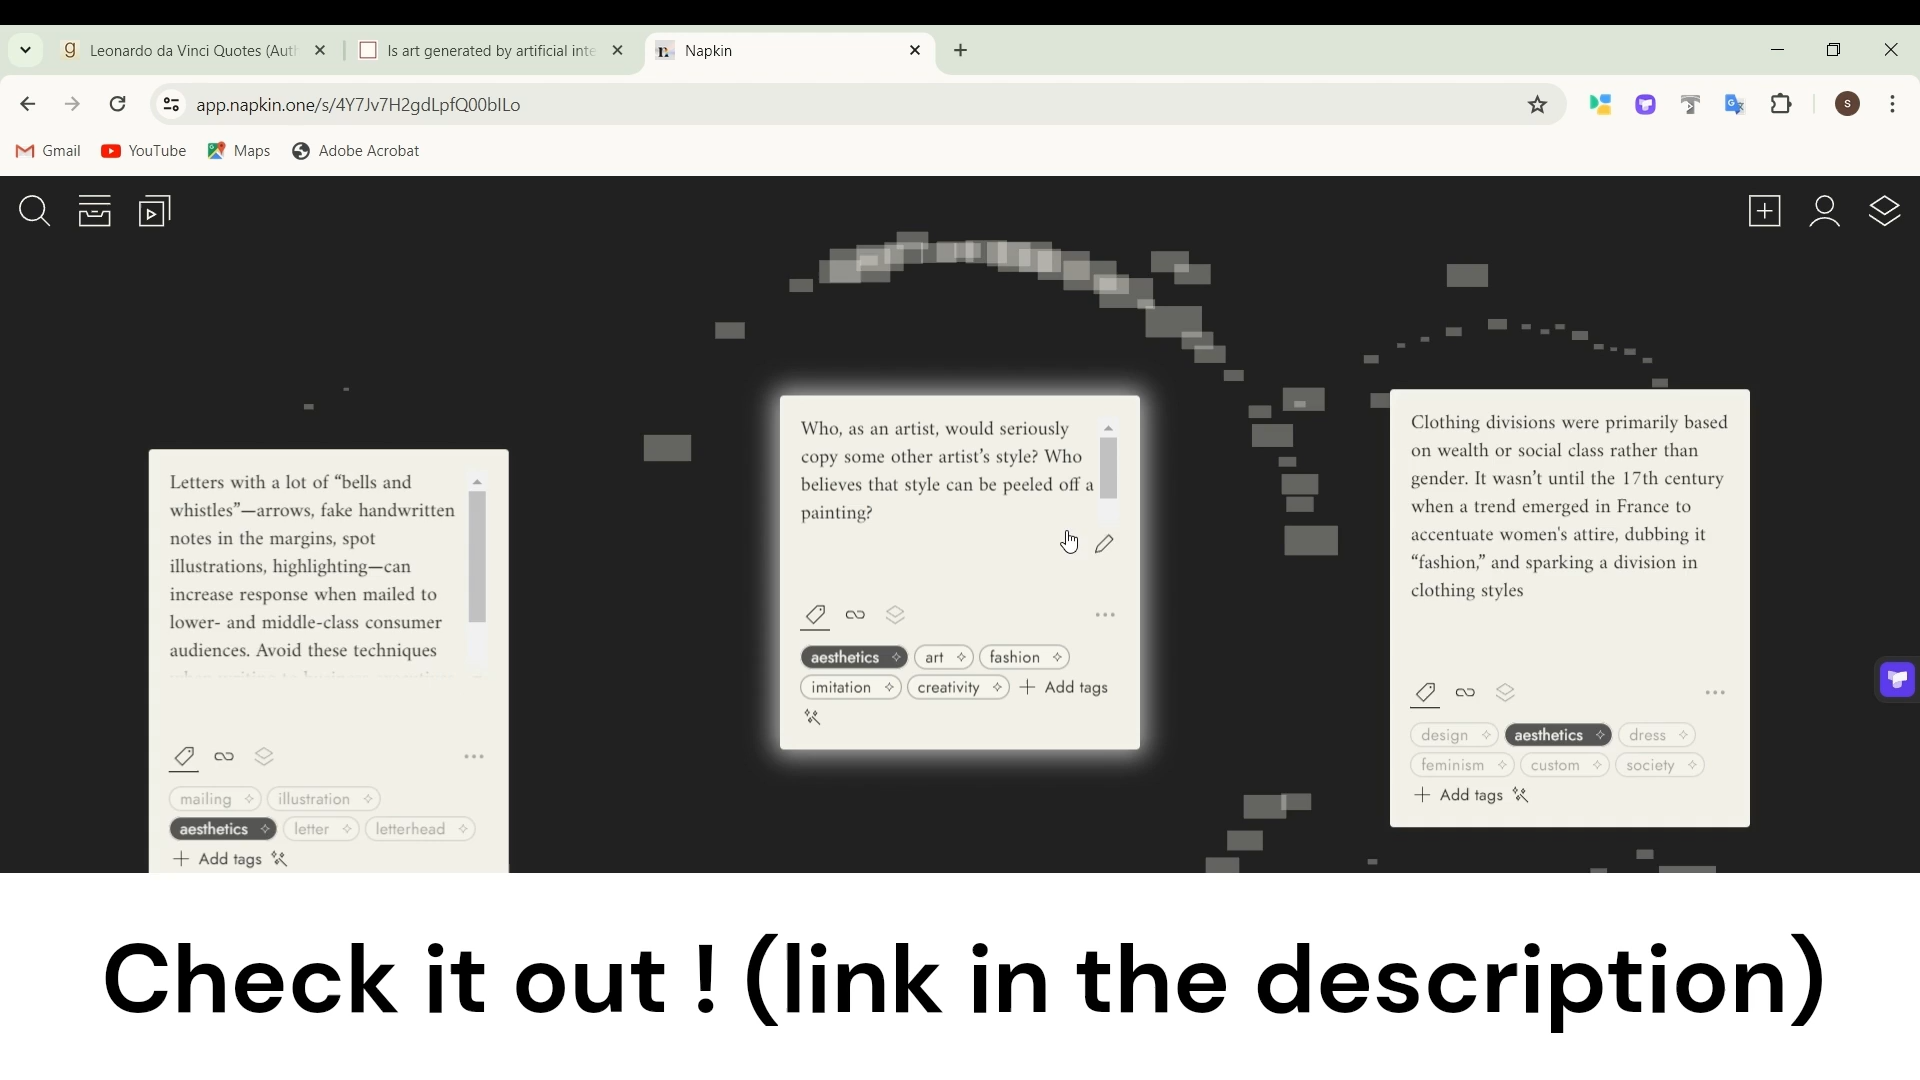 Leonardo da Vinci Quotes (Auth
Is art generated by artificial inte
Napkin
app.napkin.one/s/4Y7Jv7H2gdLpfQ00blLo
S
Gmail
YouTube
Maps
Adobe Acrobat
Letters with a lot of “bells and
whistles”—arrows, fake handwritten
notes in the margins, spot
illustrations, highlighting—can
increase response when mailed to
lower- and middle-class consumer
audiences. Avoid these techniques
mailing
illustration
aesthetics
letter
letterhead
Add tags
Who, as an artist, would seriously
copy some other artist’s style? Who
believes that style can be peeled off a
painting?
aesthetics
art
fashion
imitation
creativity
Add tags
Clothing divisions were primarily based
on wealth or social class rather than
gender. It wasn’t until the 17th century
when a trend emerged in France to
accentuate women's attire, dubbing it
“fashion,” and sparking a division in
clothing styles
design
aesthetics
dress
feminism
custom
society
Add tags
Check it out ! (link in the description)